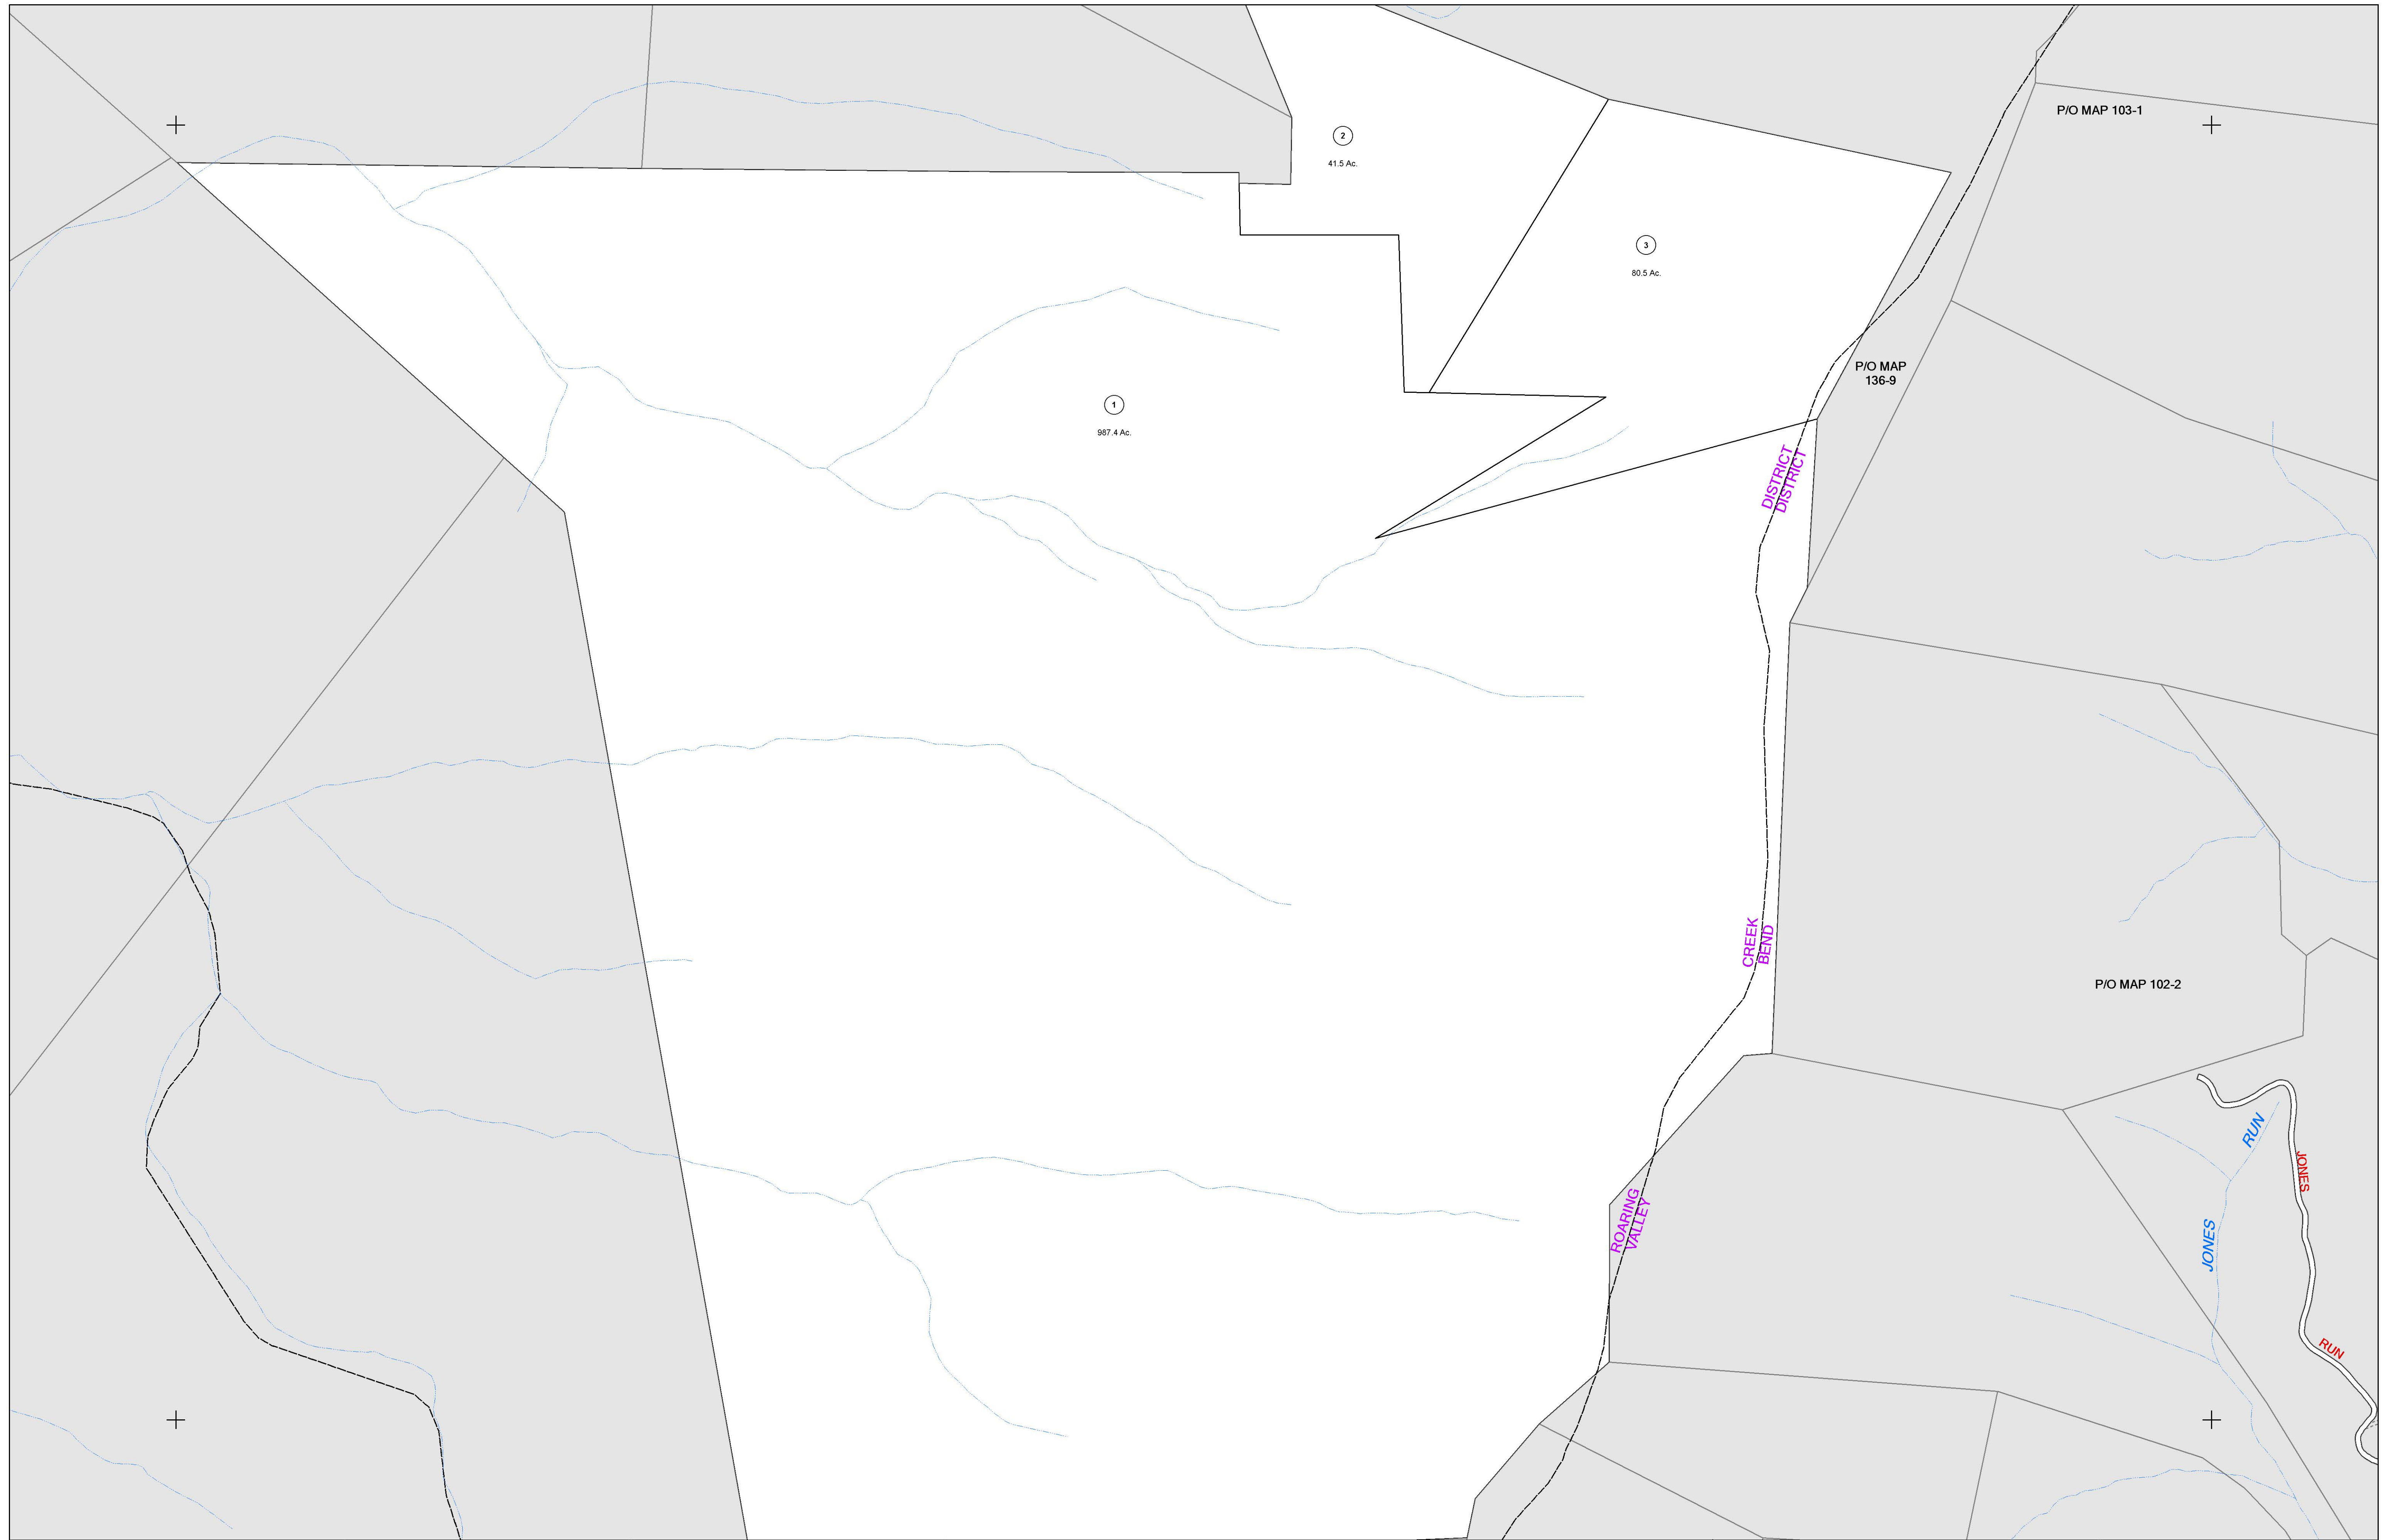 P/O MAP 103-1
2
41.5 Ac.
3
80.5 Ac.
P/O MAP
136-9
1
987.4 Ac.
DISTRICT
DISTRICT
CREEK
BEND
P/O MAP 102-2
RUN
JONES
JONES
ROARING
VALLEY
RUN